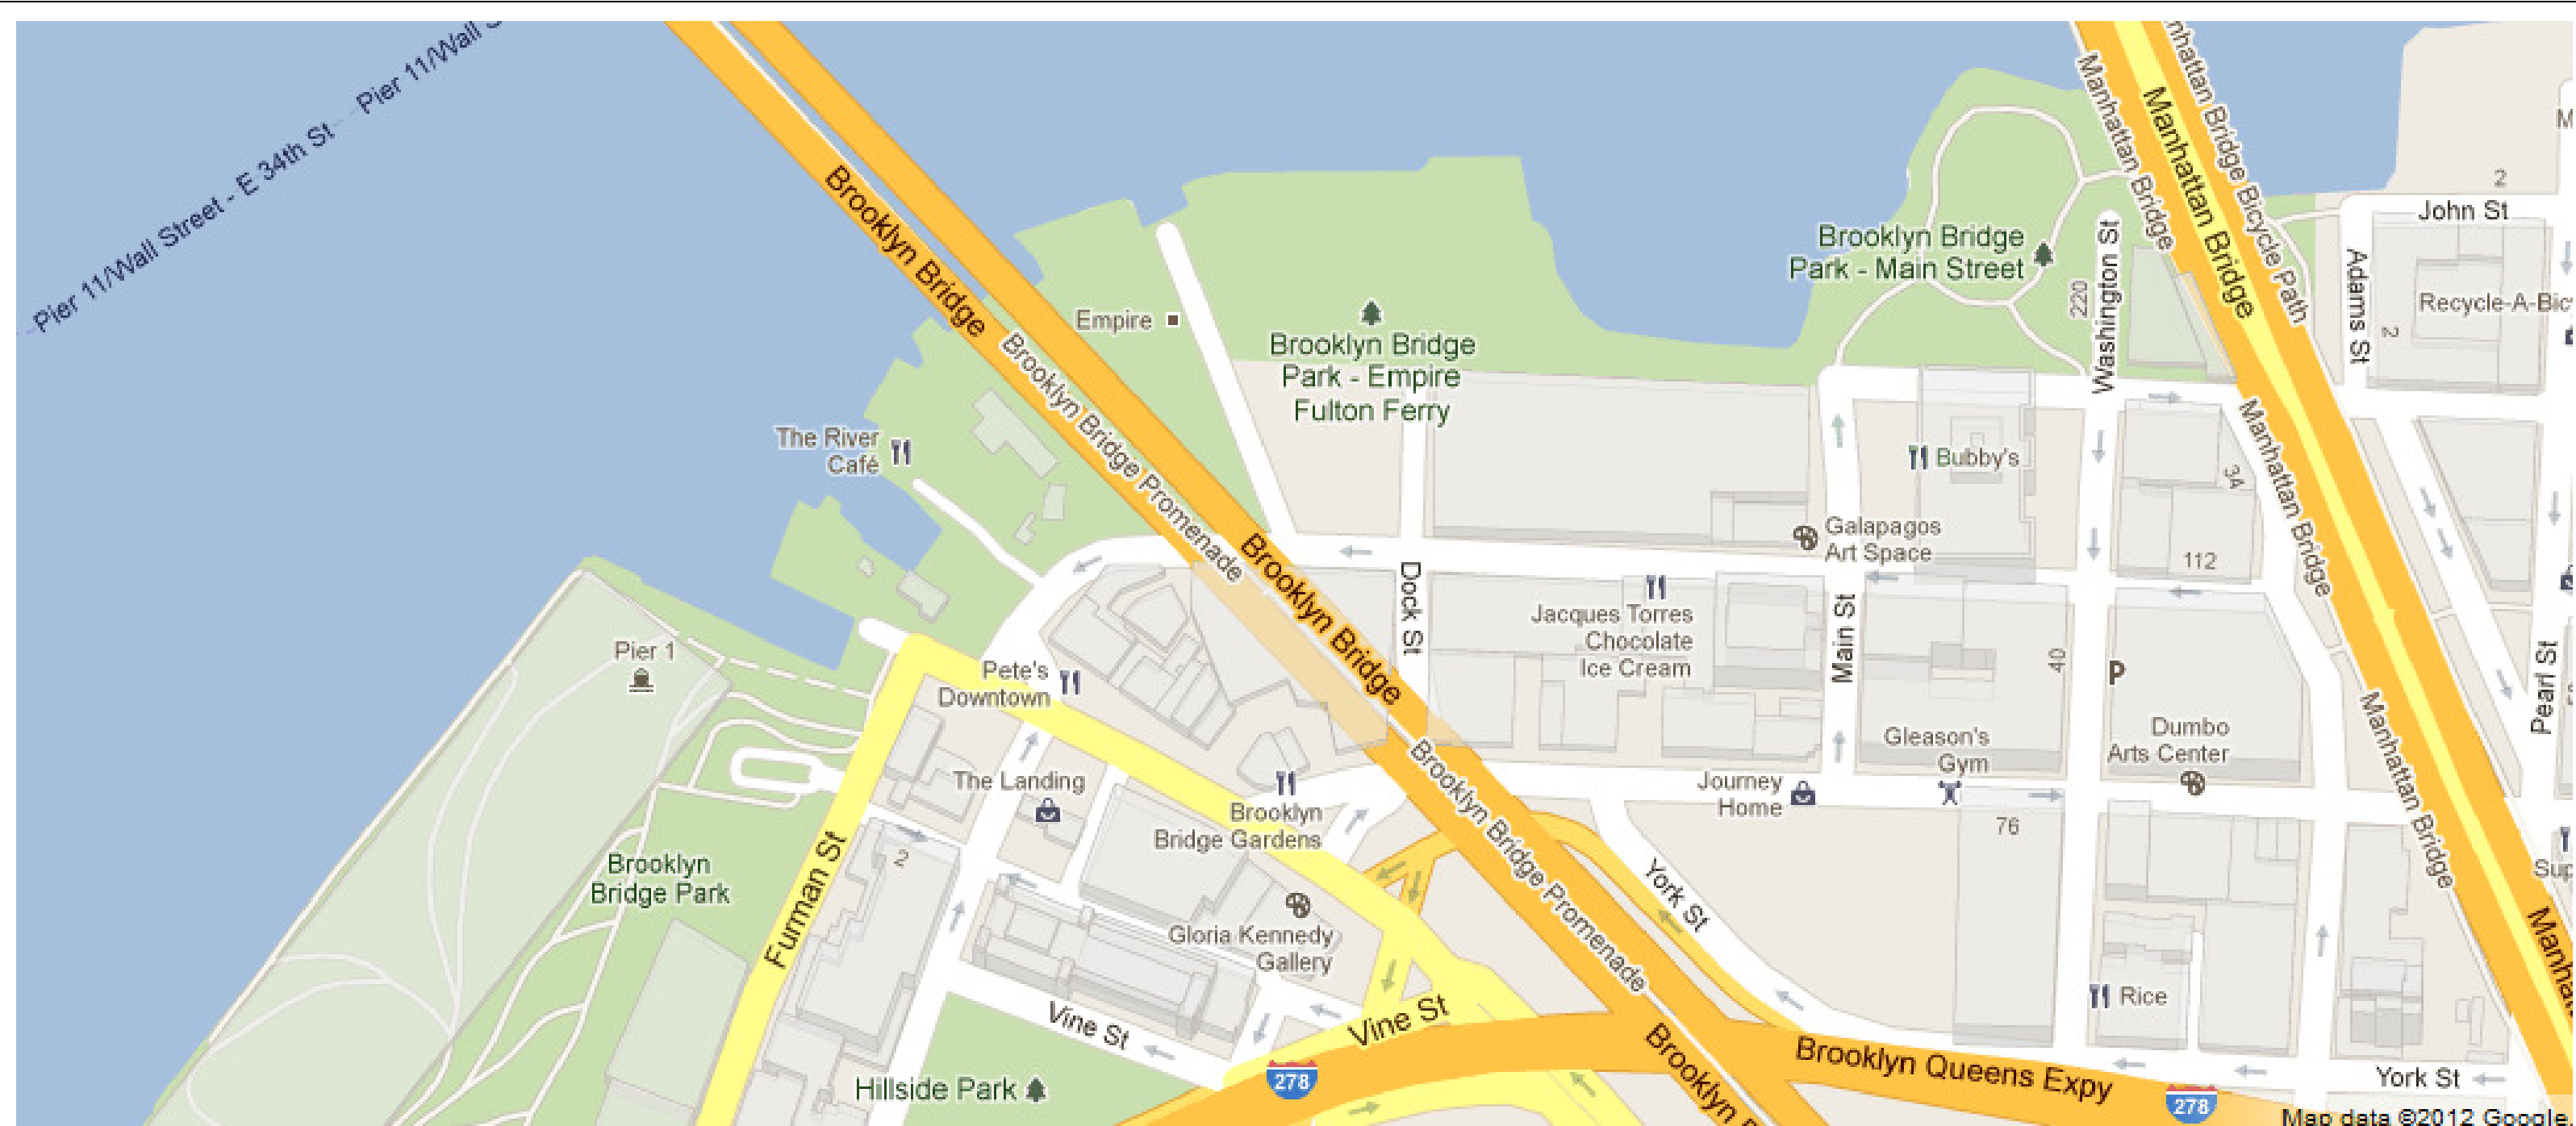 Pier 11/Wall Street - E 34th St
Pier 11/Wall S
Brooklyn Bridge
Brooklyn Bridge Promenade
Empire
The River
Café
Brooklyn Bridge
Park - Empire
Fulton Ferry
Brooklyn Bridge
Park - Main Street
220
Washington St
Manhattan Bridge
Manhattan Bridge
nhattan Bridge Bicycle Path
2
John St
M
Adams St
2
Recycle-A-Bic
Bubby's
34
Manhattan Bridge
Galapagos
Art Space
112
Brooklyn Bridge
Dock St
Jacques Torres
Chocolate
Ice Cream
Main St
40
P
Pearl St
Pier 1
Pete's
Downtown
Gleason's
Gym
Dumbo
Arts Center
Manhattan Bridge
The Landing
Journey
Home
Brooklyn
Bridge Gardens
Brooklyn Bridge Promenade
76
2
Brooklyn
Bridge Park
Furman St
York St
Sup
Gloria Kennedy
Gallery
Manha
Rice
Vine St
Vine St
278
Hillside Park
Brooklyn B
Brooklyn Queens Expy
278
York St
Map data ©2012 Google